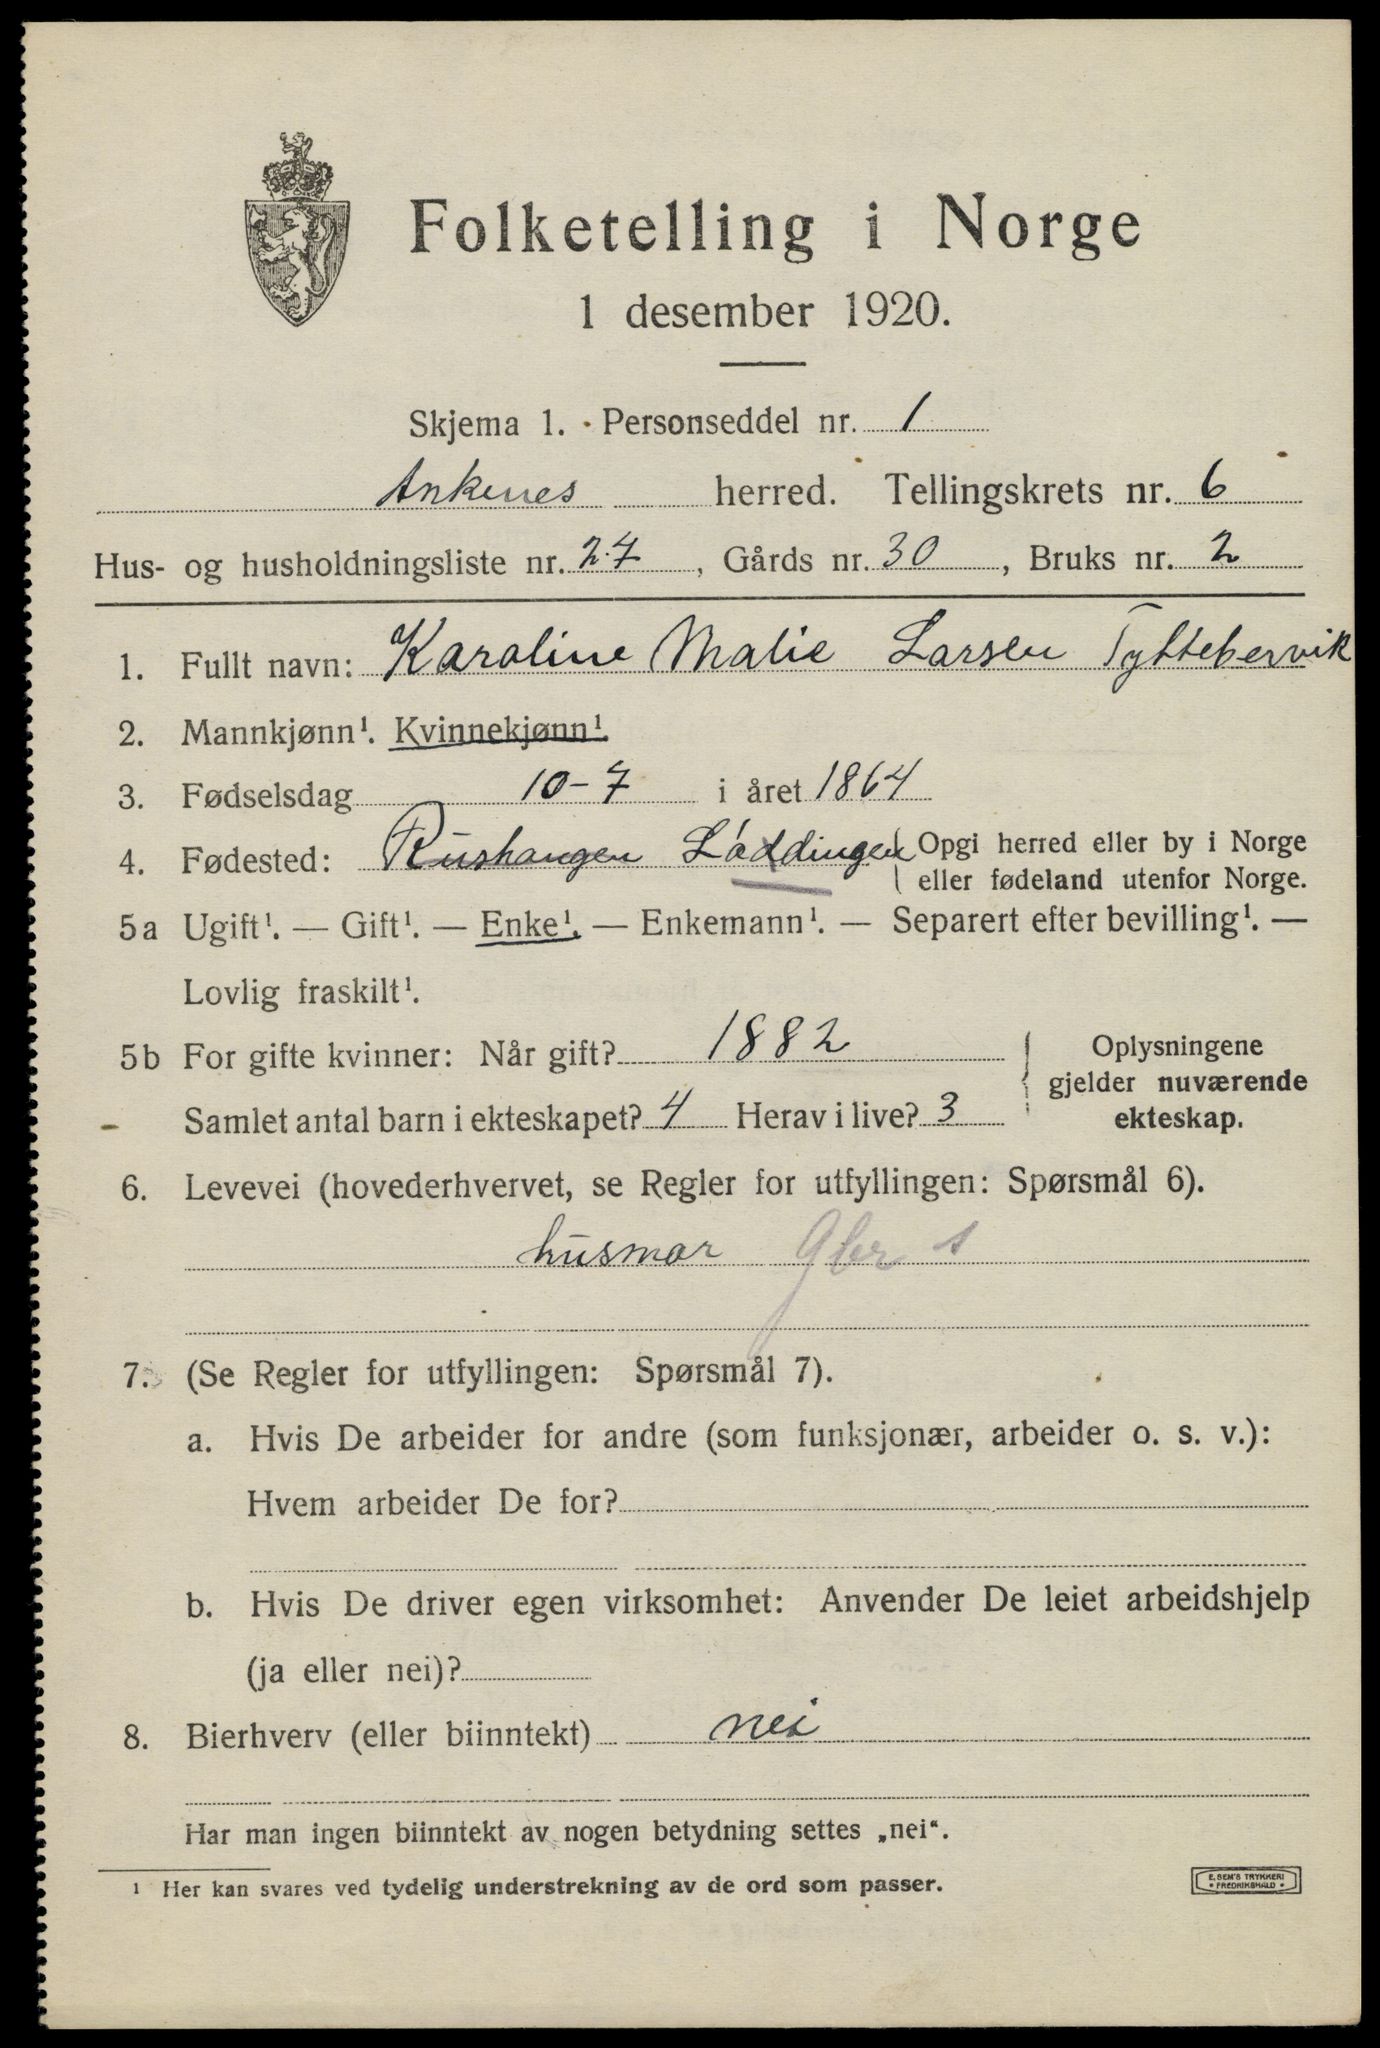 Folketelling i Norge
1 desember 1920.
Skjema 1. Personseddel nr. 1
Ankenes herred. Tellingskrets nr. 6
Hus- og husholdningsliste nr. 27, Gårds nr. 30, Bruks nr. 2
1. Fullt navn: Karoline Malie Larsen Tyttebervik
2. Mannkjønn¹. Kvinnekjønn¹.
3. Fødselsdag 10-7 i året 1864
4. Fødested: Lóddingen Opgi herred eller by i Norge
eller fødeland utenfor Norge.
5a Ugift¹. — Gift¹. — Enke¹. — Enkemann¹. — Separert efter bevilling¹. —
Lovlig fraskilt¹.
5b For gifte kvinner: Når gift? 1882
Samlet antal barn i ekteskapet? 4 Herav i live? 3
Oplysningene
gjelder nuværende
ekteskap.
6. Levevei (hovederhvervet, se Regler for utfyllingen: Spørsmål 6).
husmor Gbr s
7. (Se Regler for utfyllingen: Spørsmål 7).
a. Hvis De arbeider for andre (som funksjonær, arbeider o. s. v.):
Hvem arbeider De for?
b. Hvis De driver egen virksomhet: Anvender De leiet arbeidshjelp
(ja eller nei)?
8. Bierhverv (eller biinntekt) nei
Har man ingen biinntekt av nogen betydning settes „nei“.
¹ Her kan svares ved tydelig understrekning av de ord som passer.
E. SEM'S TRYKKERI
• FREDRIKSHALD •